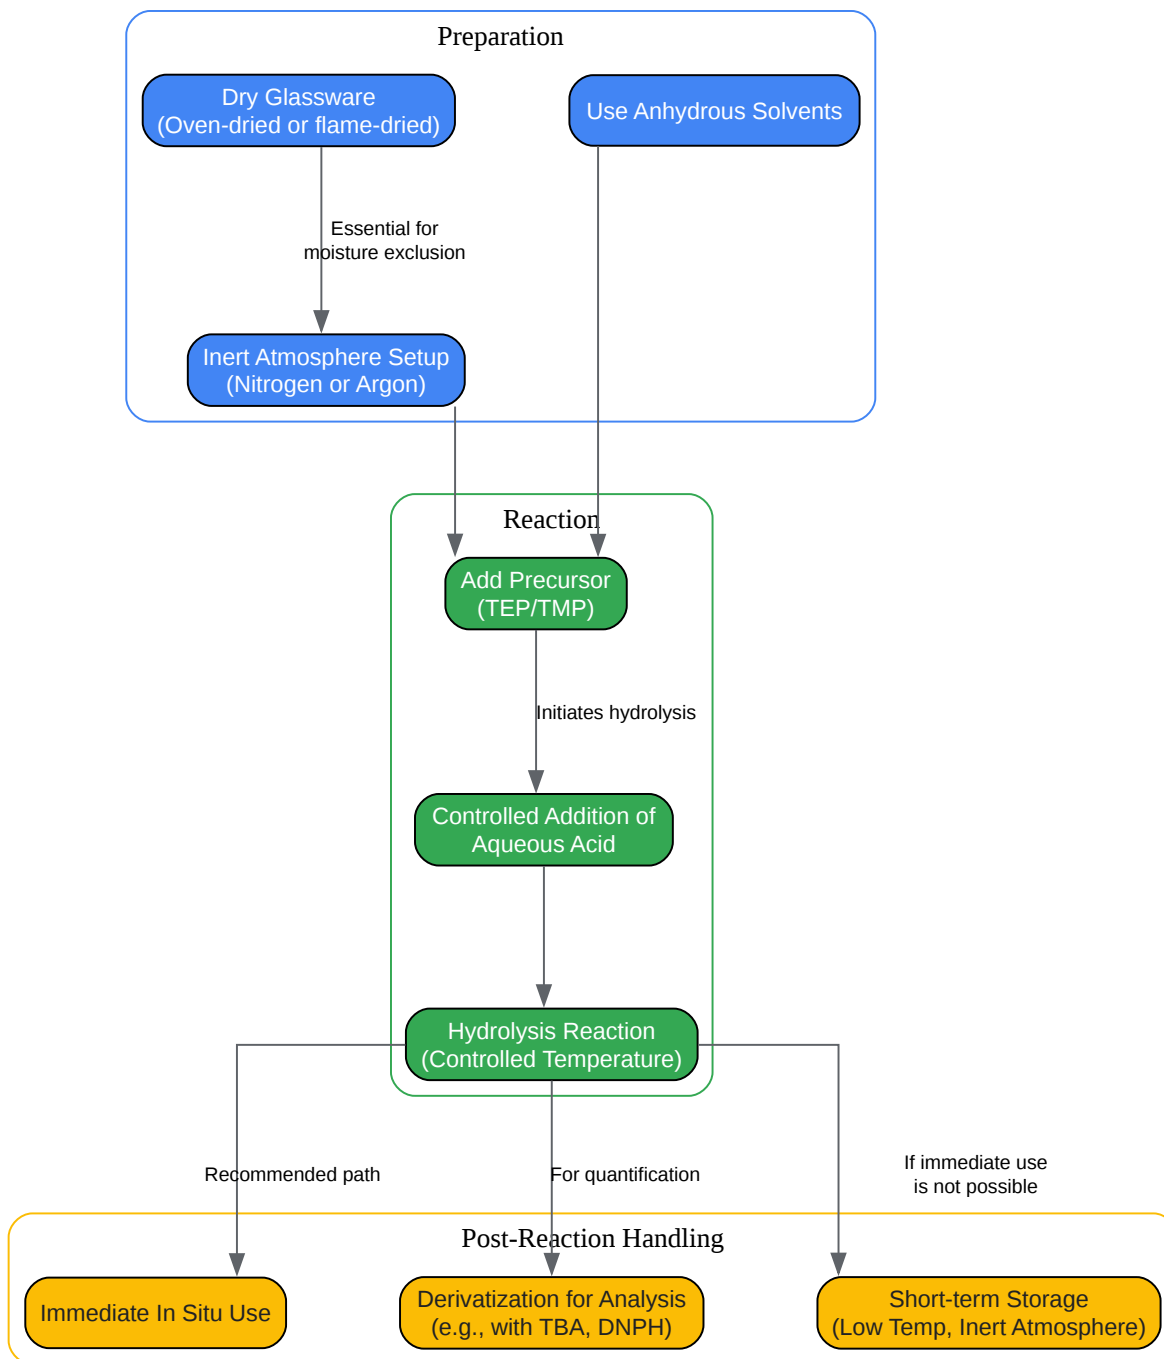 Preparation
Dry Glassware
(Oven-dried or flame-dried)
Use Anhydrous Solvents
Essential for
moisture exclusion
Inert Atmosphere Setup
(Nitrogen or Argon)
Reaction
Add Precursor
(TEP/TMP)
Initiates hydrolysis
Controlled Addition of
Aqueous Acid
Hydrolysis Reaction
(Controlled Temperature)
Recommended path
For quantification
If immediate use
is not possible
Post-Reaction Handling
Immediate In Situ Use
Derivatization for Analysis
(e.g., with TBA, DNPH)
Short-term Storage
(Low Temp, Inert Atmosphere)